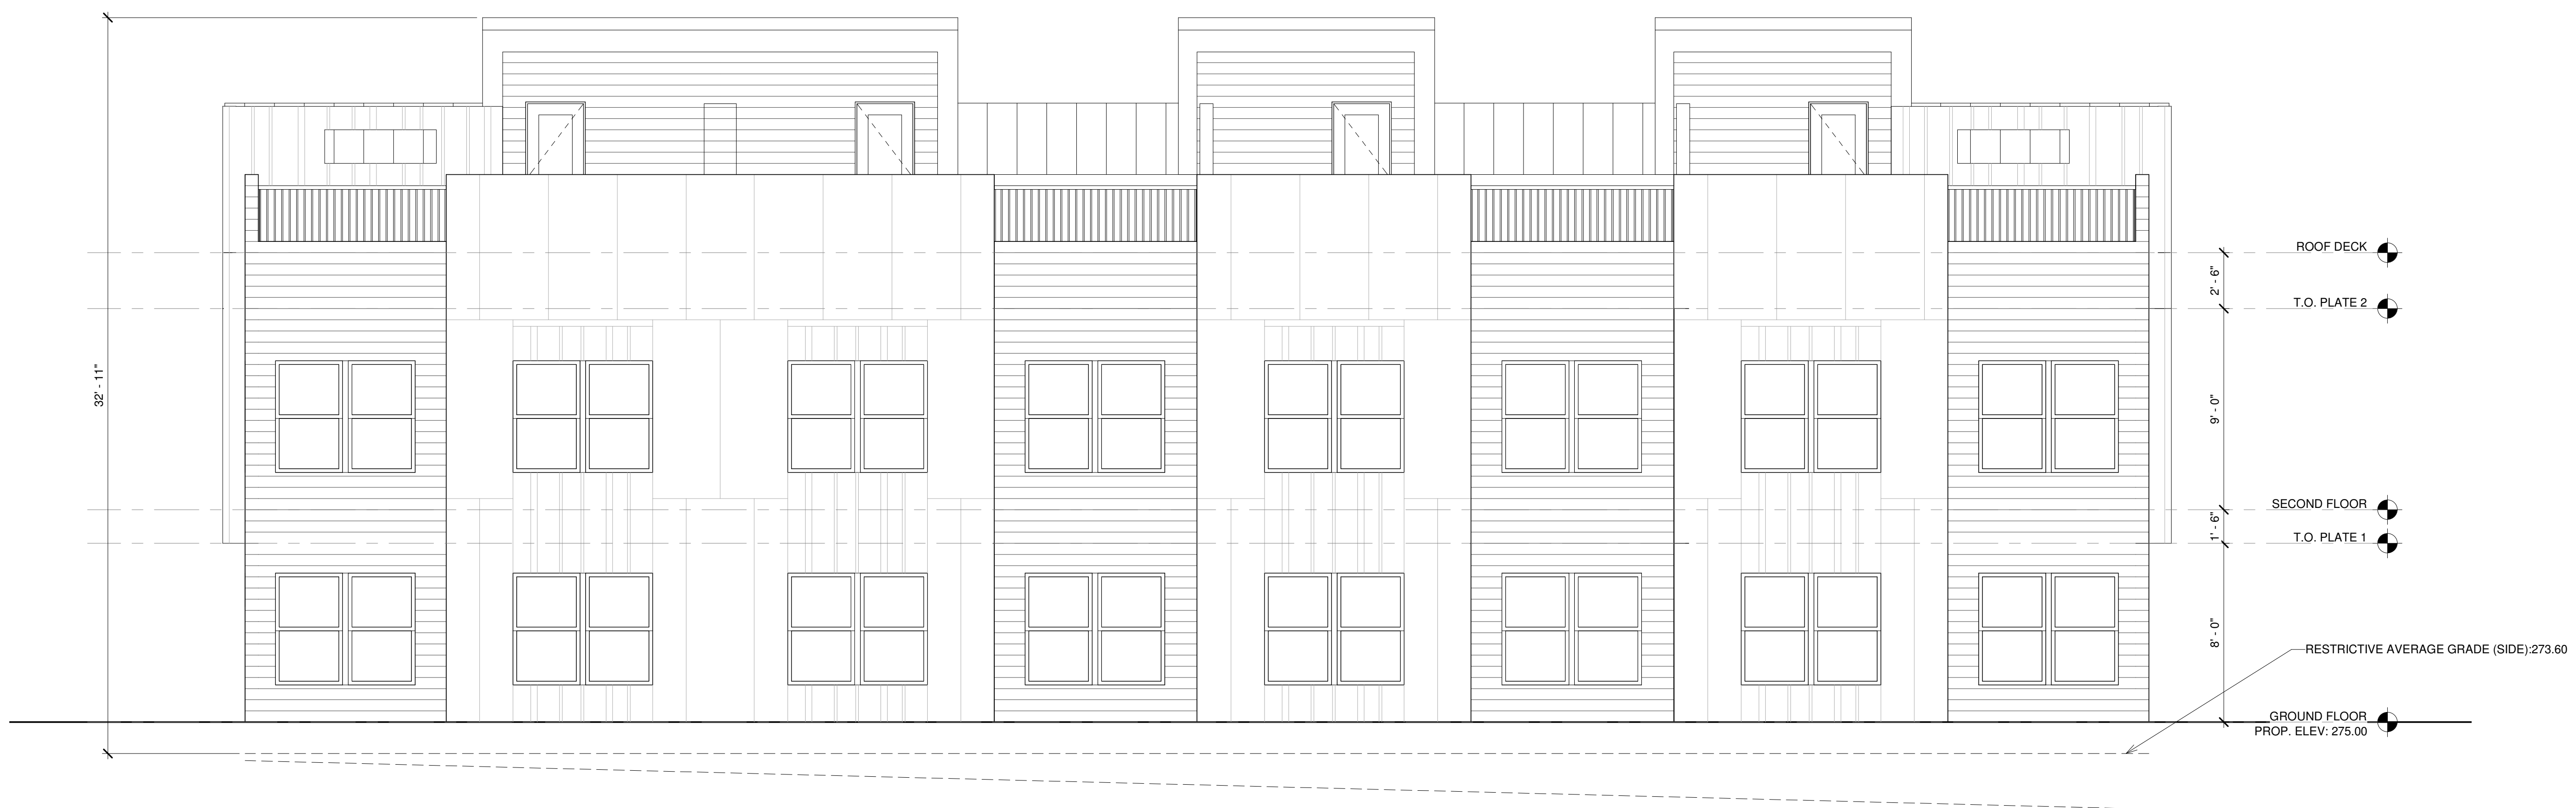 ROOF DECK
2' - 6"
T.O. PLATE 2
32' - 11"
9' - 0"
SECOND FLOOR
1' - 6"
T.O. PLATE 1
8' - 0"
RESTRICTIVE AVERAGE GRADE (SIDE):273.60
GROUND FLOOR
PROP. ELEV: 275.00